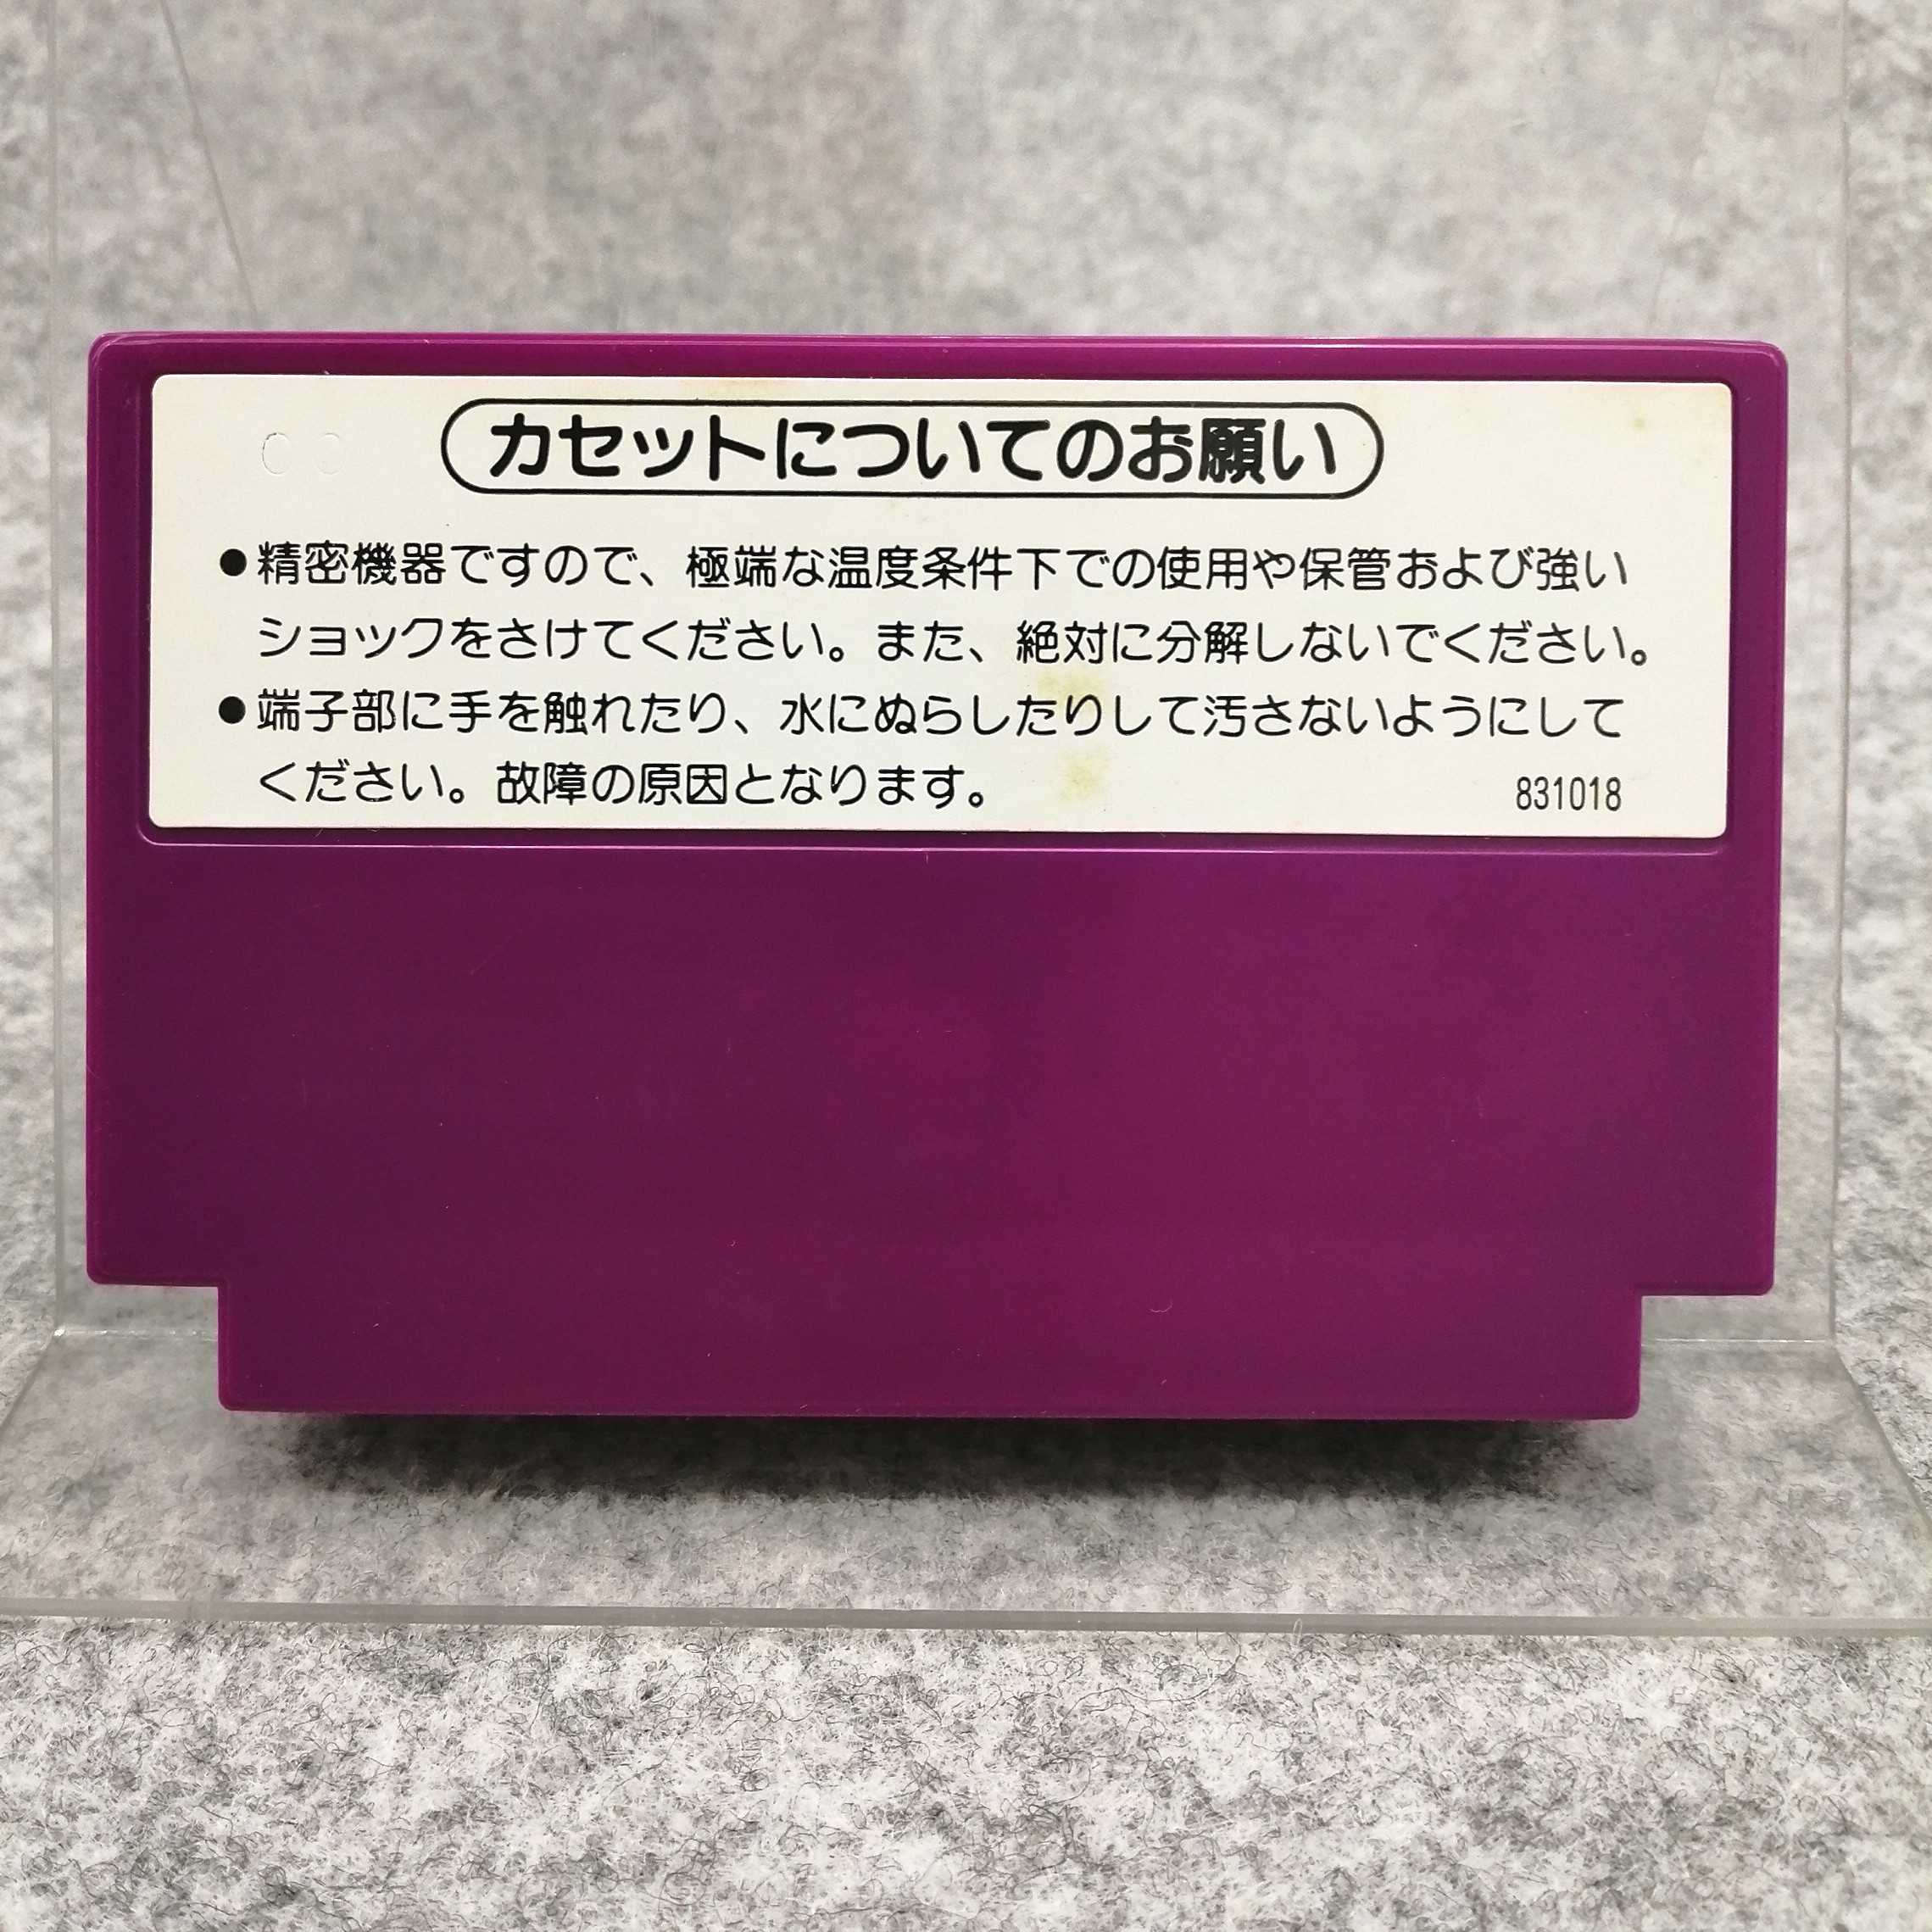 カセットについてのお願い
●精密機器ですので、極端な温度条件下での使用や保管および強い
ショックをさけてください。また、絶対に分解しないでください。
●端子部に手を触れたり、水にぬらしたりして汚さないようにして
ください。故障の原因となります。
831018